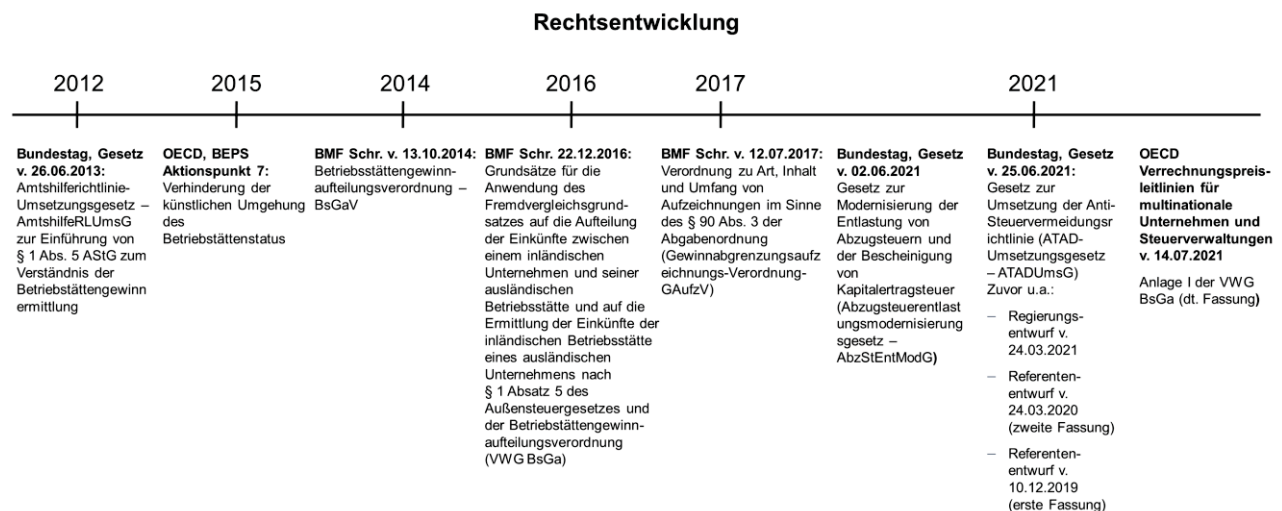 Rechtsentwicklung
2012
2015
2014
2016
2017
2021
Bundestag, Gesetz
v. 26.06.2013:
Amtshilferichtlinie-
Umsetzungsgesetz –
AmtshilfeRLUmsG
zur Einführung von
§ 1 Abs. 5 AStG zum
Verständnis der
Betriebstättengewinn
ermittlung
OECD, BEPS
Aktionspunkt 7:
Verhinderung der
künstlichen Umgehung
des
Betriebstättenstatus
BMF Schr. v. 13.10.2014:
Betriebsstättengewinn-
aufteilungsverordnung –
BsGaV
BMF Schr. 22.12.2016:
Grundsätze für die
Anwendung des
Fremdvergleichsgrund-
satzes auf die Aufteilung
der Einkünfte zwischen
einem inländischen
Unternehmen und seiner
ausländischen
Betriebsstätte und auf die
Ermittlung der Einkünfte der
inländischen Betriebsstätte
eines ausländischen
Unternehmens nach
§ 1 Absatz 5 des
Außensteuergesetzes und
der Betriebstättengewinn-
aufteilungsverordnung
(VWG BsGa)
BMF Schr. v. 12.07.2017:
Verordnung zu Art, Inhalt
und Umfang von
Aufzeichnungen im Sinne
des § 90 Abs. 3 der
Abgabenordnung
(Gewinnabgrenzungsaufz
eichnungs-Verordnung-
GAufzV)
Bundestag, Gesetz
v. 02.06.2021
Gesetz zur
Modernisierung der
Entlastung von
Abzugsteuern und
der Bescheinigung
von
Kapitalertragsteuer
(Abzugsteuerentlast
ungsmodernisierung
sgesetz –
AbzStEntModG)
Bundestag, Gesetz
v. 25.06.2021:
Gesetz zur
Umsetzung der Anti-
Steuervermeidungsr
ichtlinie (ATAD-
Umsetzungsgesetz
– ATADUmsG)
Zuvor u.a.:
– Regierungs-
entwurf v.
24.03.2021
– Referenten-
entwurf v.
24.03.2020
(zweite Fassung)
– Referenten-
entwurf v.
10.12.2019
(erste Fassung)
OECD
Verrechnungspreis-
leitlinien für
multinationale
Unternehmen und
Steuerverwaltungen
v. 14.07.2021
Anlage I der VWG
BsGa (dt. Fassung)